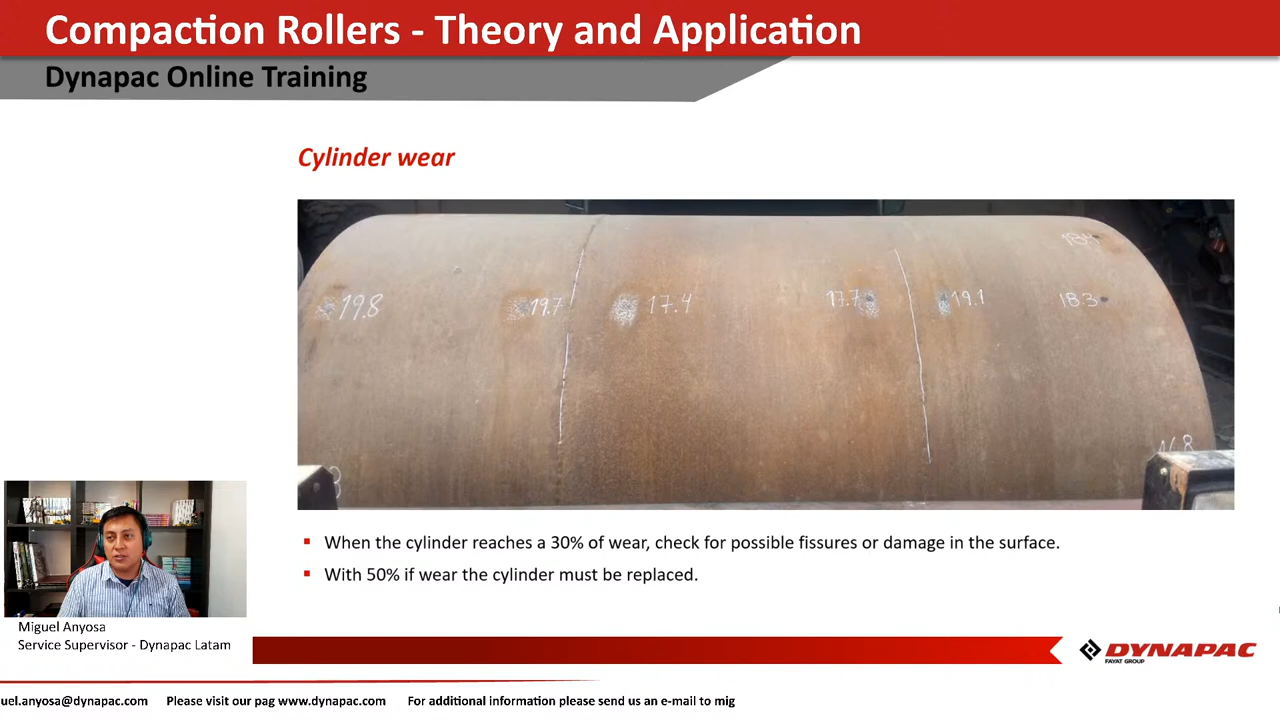 Compaction Rollers - Theory and Application
Dynapac Online Training
Cylinder wear
18.4
19.8
19.7
17.4
17.7
19.1
18.3
When the cylinder reaches a 30% of wear, check for possible fissures or damage in the surface.
With 50% if wear the cylinder must be replaced.
Miguel Anyosa
Service Supervisor - Dynapac Latam
DYNAPAC
FAYAT GROUP
uel.anyosa@dynapac.com Please visit our pag www.dynapac.com For additional information please send us an e-mail to mig